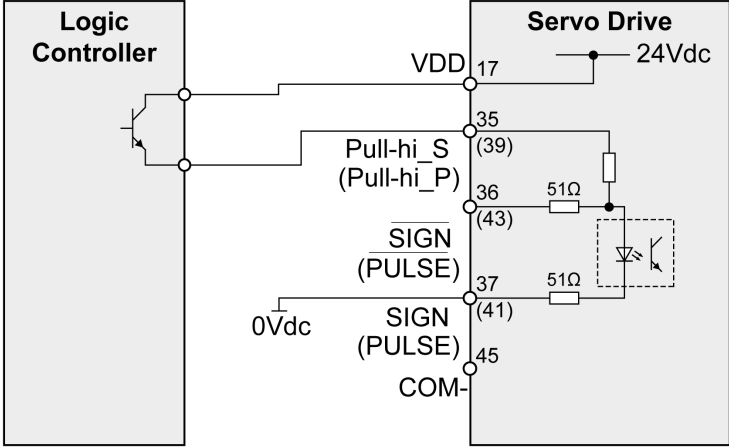 Logic
Controller
Servo Drive
24Vdc
VDD
17
35
(39)
Pull-hi_S
(Pull-hi_P)
36
(43)
51Ω
SIGN
(PULSE)
37
(41)
51Ω
0Vdc
SIGN
(PULSE)
45
COM-